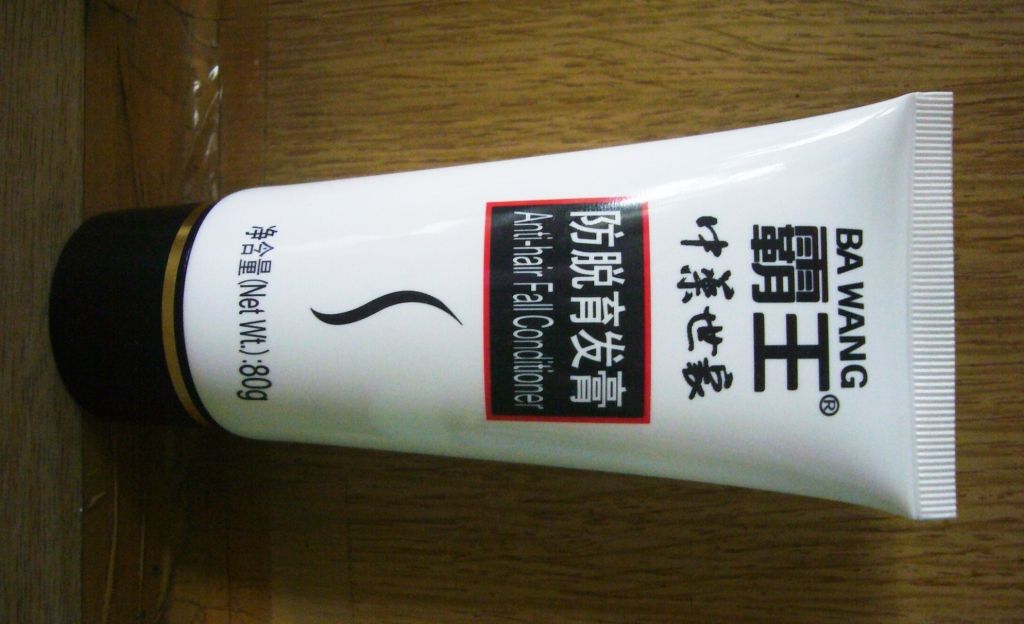 BA WANG
霸王®
中药世家
防脱育发膏
Anti-hair Fall Conditioner
净含量(Net Wt.):80g